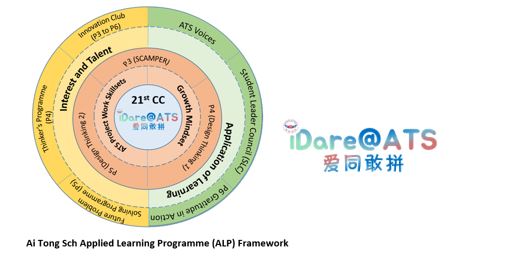 Innovation Club
(P3 to P6)
ATS Voices
Thinker's Programme
(P4)
Interest and Talent
P3 (SCAMPER)
Student Leader Council (SLC)
21st CC
ATS Project Work Skillsets
Growth Mindset
iDare@ATS
爱同敢拼
P5 (Design Thinking 2)
P4 (Design Thinking 1)
Application of Learning
Future Problem
Solving Programme (P5)
P6 Gratitude in Action
iDare@ATS
爱同敢拼
Ai Tong Sch Applied Learning Programme (ALP) Framework